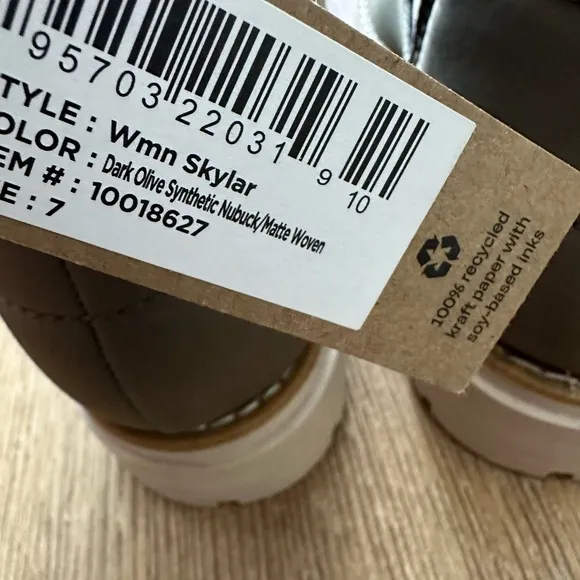 95703 22031 9 10
TYLE : Wmn Skylar
OLOR : Dark Olive Synthetic Nubuck/Matte Woven
EM # : 10018627
E : 7
100% recycled
kraft paper with
soy-based inks